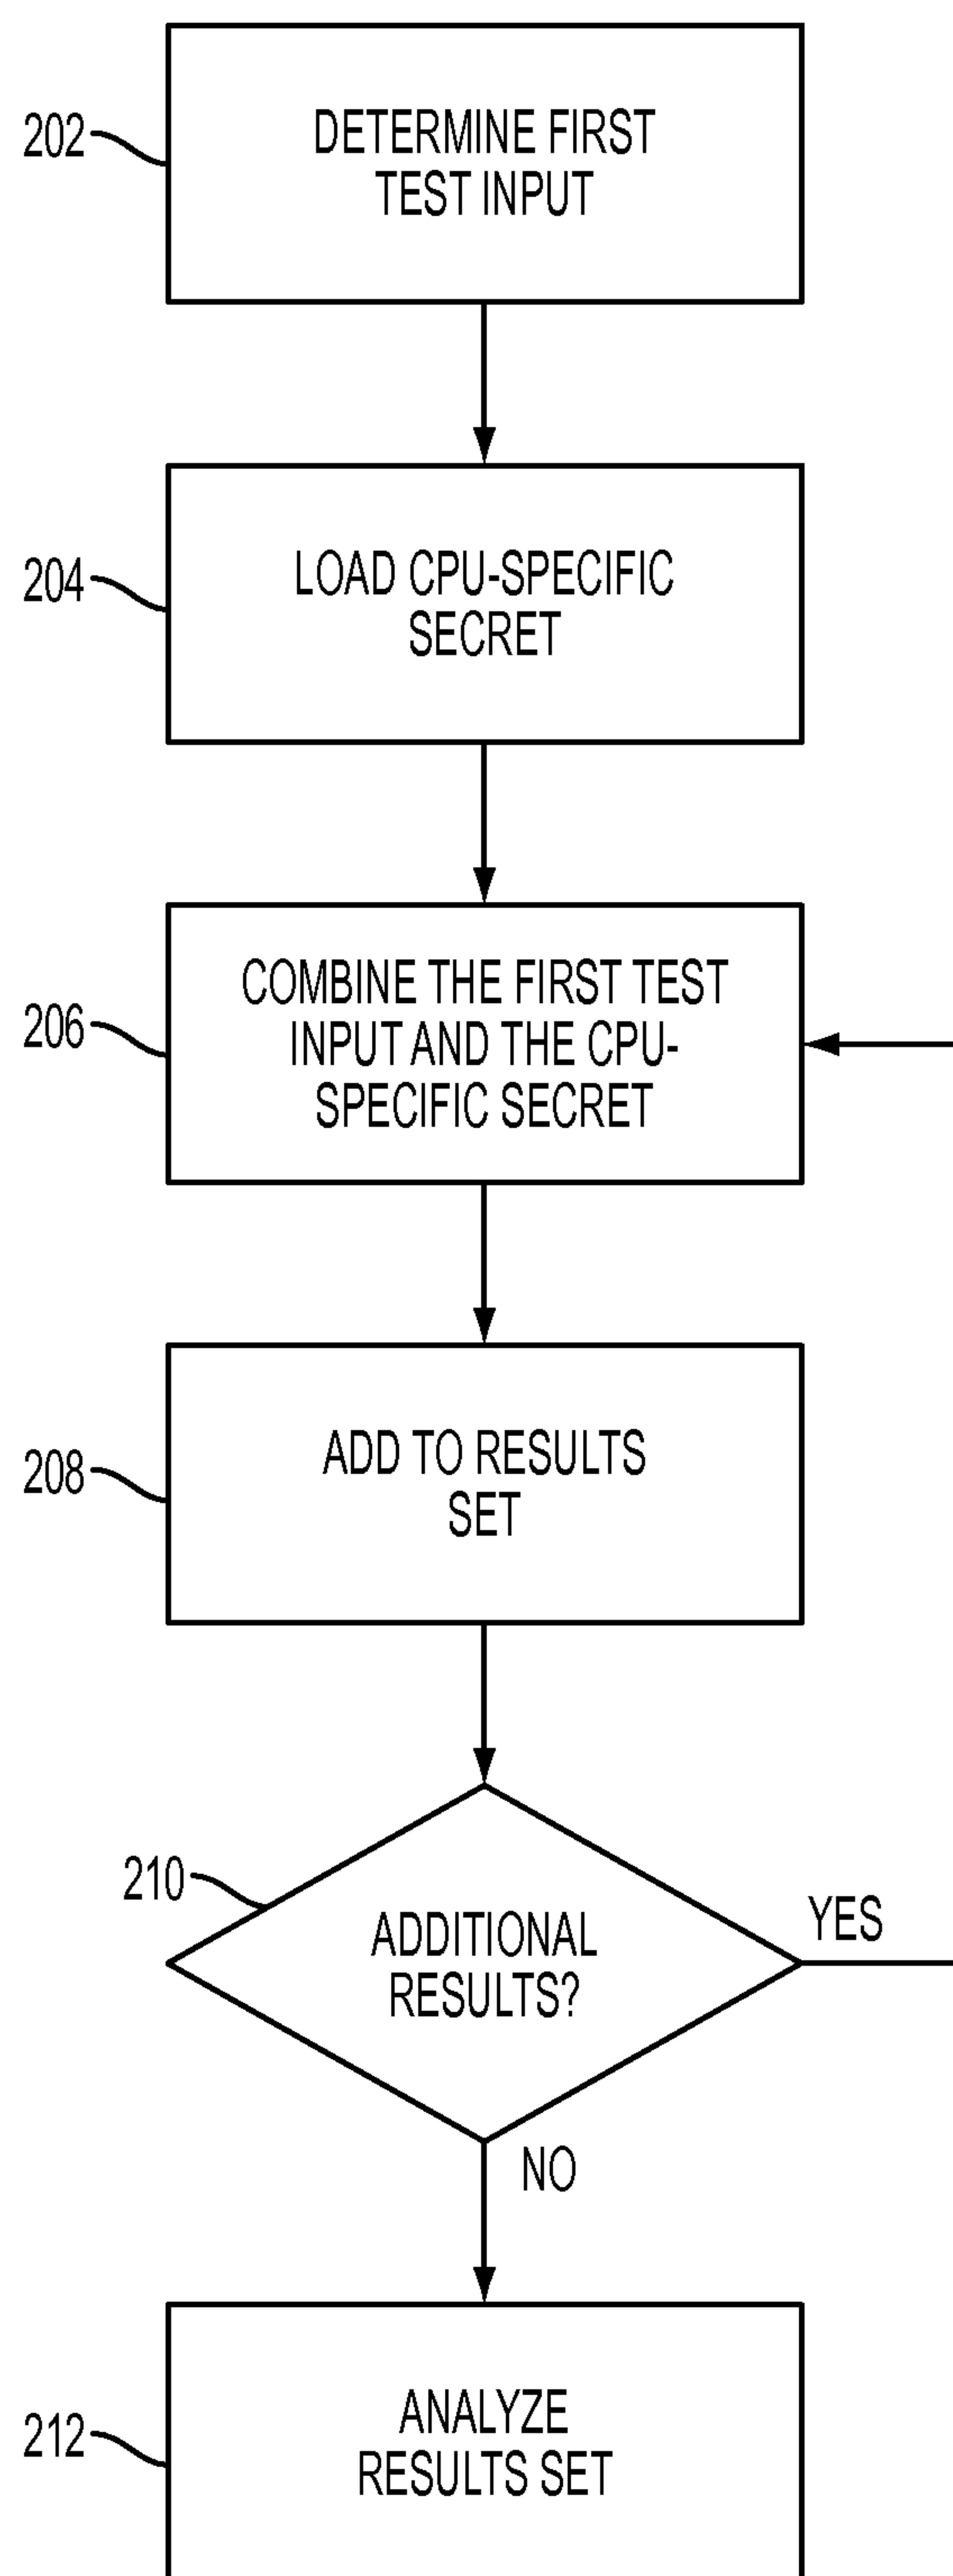 202
DETERMINE FIRST
TEST INPUT
204
LOAD CPU-SPECIFIC
SECRET
206
COMBINE THE FIRST TEST
INPUT AND THE CPU-
SPECIFIC SECRET
208
ADD TO RESULTS
SET
210
ADDITIONAL
RESULTS?
YES
NO
212
ANALYZE
RESULTS SET